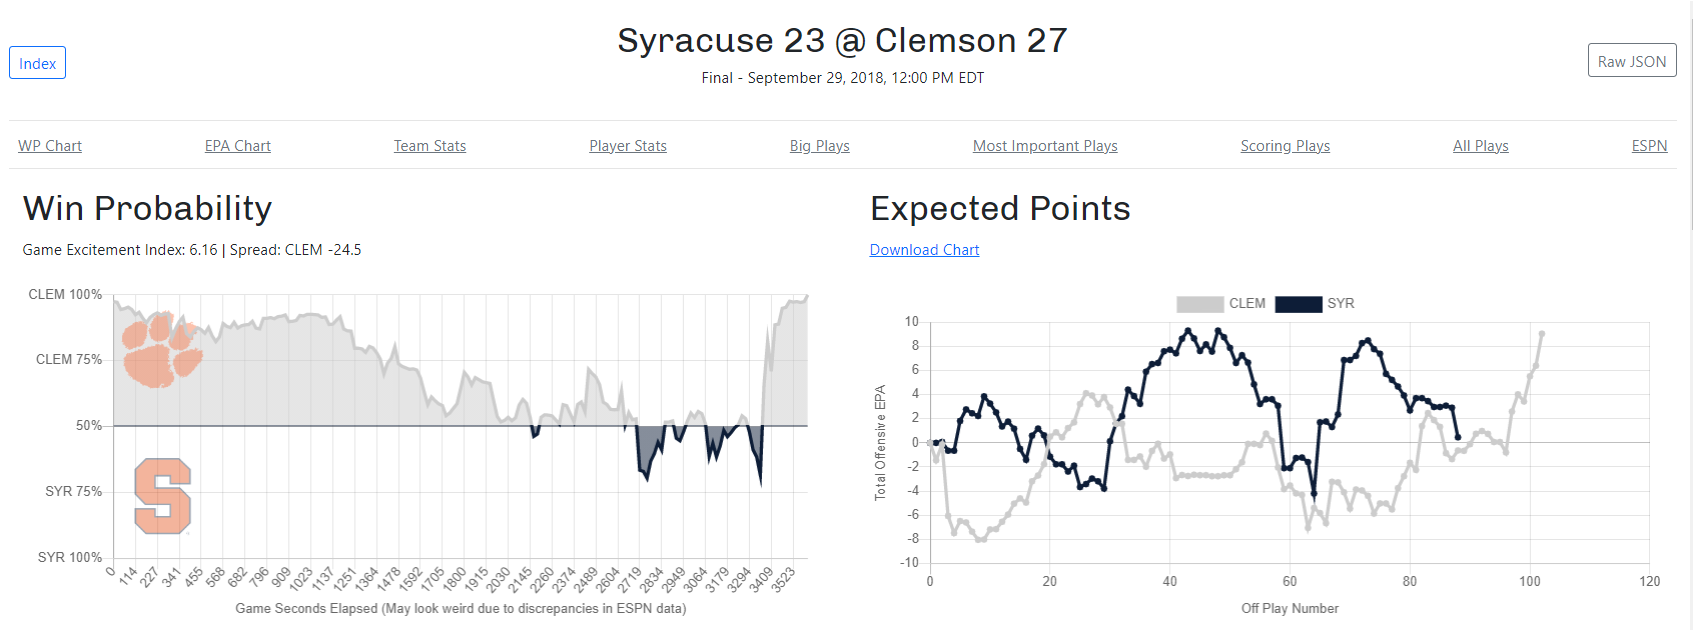 Syracuse 23 @ Clemson 27
Index
Raw JSON
Final - September 29, 2018, 12:00 PM EDT
WP Chart EPA Chart Team Stats Player Stats Big Plays Most Important Plays Scoring Plays All Plays ESPN
Win Probability
Game Excitement Index: 6.16 | Spread: CLEM -24.5
CLEM 100%
CLEM 75%
50%
SYR 75%
SYR 100%
S
0 114 227 341 455 568 682 796 909 1023 1137 1251 1364 1478 1592 1705 1800 1915 2030 2145 2260 2374 2489 2604 2719 2834 2949 3064 3179 3294 3409 3523
Game Seconds Elapsed (May look weird due to discrepancies in ESPN data)
Expected Points
Download Chart
CLEM SYR
Total Offensive EPA
10
8
6
4
2
0
-2
-4
-6
-8
-10
0 20 40 60 80 100 120
Off Play Number